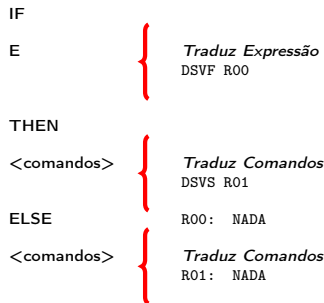 IF
E Traduz Expressão
DSVF R00
THEN
<comandos> Traduz Comandos
DSVS R01
ELSE R00: NADA
<comandos> Traduz Comandos
R01: NADA